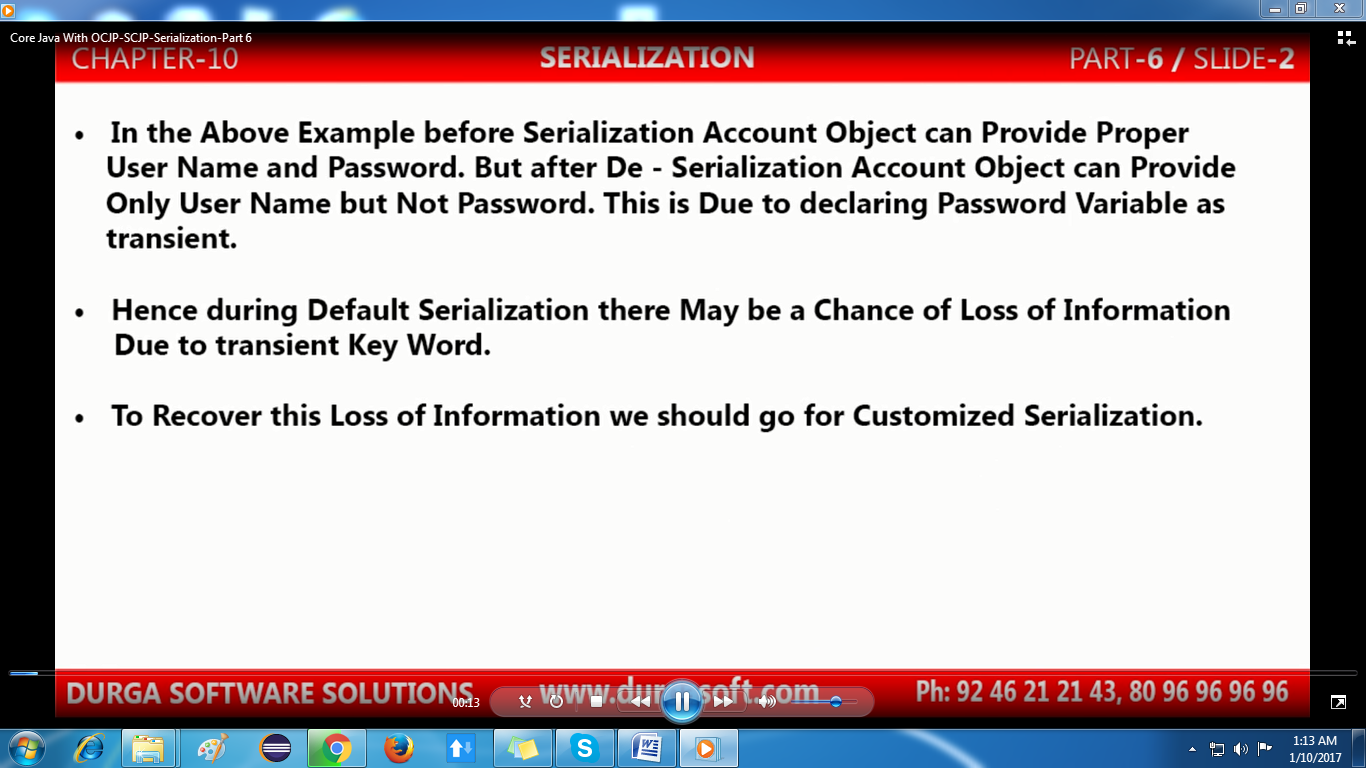 Core Java With OCJP-SCJP-Serialization-Part 6
CHAPTER-10
SERIALIZATION
PART-6 / SLIDE-2
• In the Above Example before Serialization Account Object can Provide Proper
User Name and Password. But after De - Serialization Account Object can Provide
Only User Name but Not Password. This is Due to declaring Password Variable as
transient.
• Hence during Default Serialization there May be a Chance of Loss of Information
Due to transient Key Word.
• To Recover this Loss of Information we should go for Customized Serialization.
DURGA SOFTWARE SOLUTIONS
www.durgasoft.com
Ph: 92 46 21 21 43, 80 96 96 96 96
00:13
1:13 AM
1/10/2017